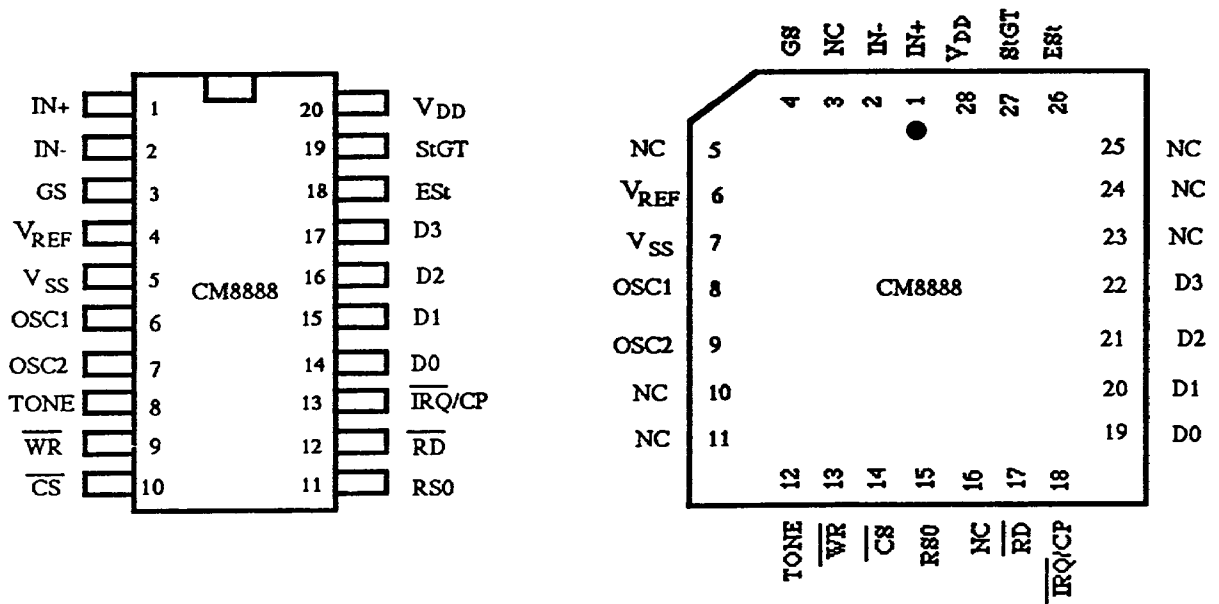 IN+ 1 20 V DD
IN- 2 19 StGT
GS 3 18 ESt
V REF 4 17 D3
V SS 5 16 D2
CM8888
OSC1 6 15 D1
OSC2 7 14 D0
TONE 8 13 IRQ/CP
WR 9 12 RD
CS 10 11 RS0
GS NC IN- IN+ VDD StGT ESt
4 3 2 1 28 27 26
NC 5 25 NC
VREF 6 24 NC
VSS 7 23 NC
OSC1 8 CM8888 22 D3
OSC2 9 21 D2
NC 10 20 D1
NC 11 19 D0
12 13 14 15 16 17 18
TONE WR CS RS0 NC RD IRQ/CP